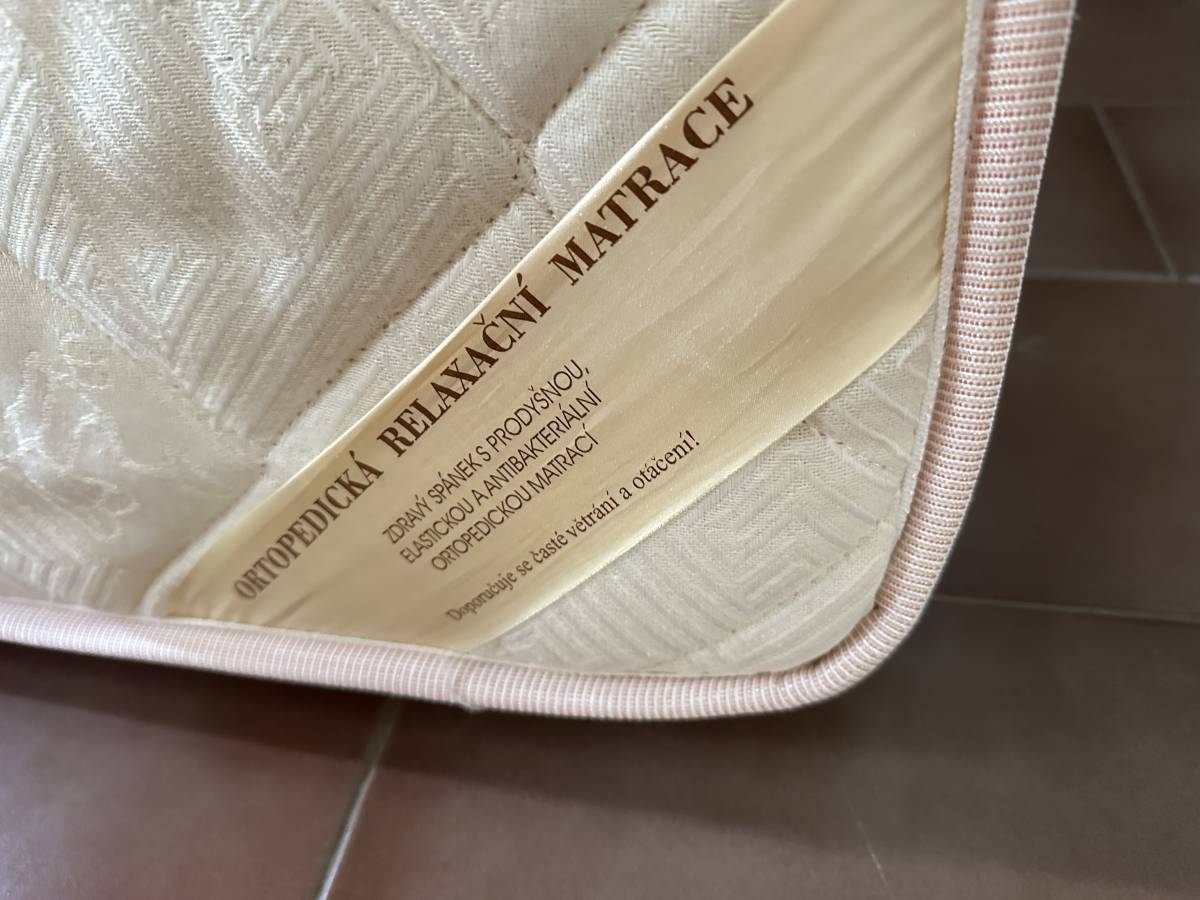 ORTOPEDICKÁ RELAXAČNÍ MATRACE
ZDRAVÝ SPÁNEK S PRODYŠNOU,
ELASTICKOU A ANTIBAKTERIÁLNÍ
ORTOPEDICKOU MATRACÍ
Doporučuje se časté větrání a otáčení!